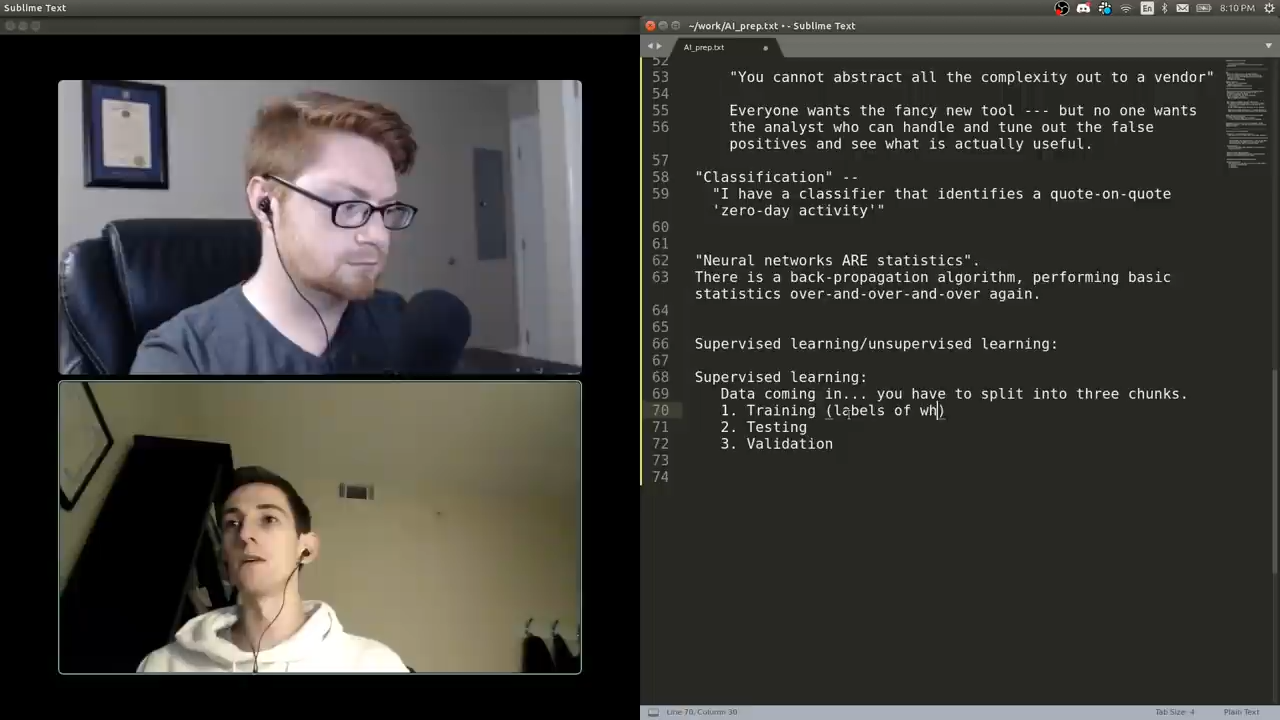 Sublime Text
En
8:10 PM
~/work/AI_prep.txt • - Sublime Text
AI_prep.txt
52
53 "You cannot abstract all the complexity out to a vendor"
54
55 Everyone wants the fancy new tool --- but no one wants
56 the analyst who can handle and tune out the false
positives and see what is actually useful.
57
58 "Classification" --
59 "I have a classifier that identifies a quote-on-quote
'zero-day activity'"
60
61
62 "Neural networks ARE statistics".
63 There is a back-propagation algorithm, performing basic
statistics over-and-over-and-over again.
64
65
66 Supervised learning/unsupervised learning:
67
68 Supervised learning:
69 Data coming in... you have to split into three chunks.
70 1. Training (labels of wh)
71 2. Testing
72 3. Validation
73
74
Line 70, Column 30
Tab Size: 4
Plain Text